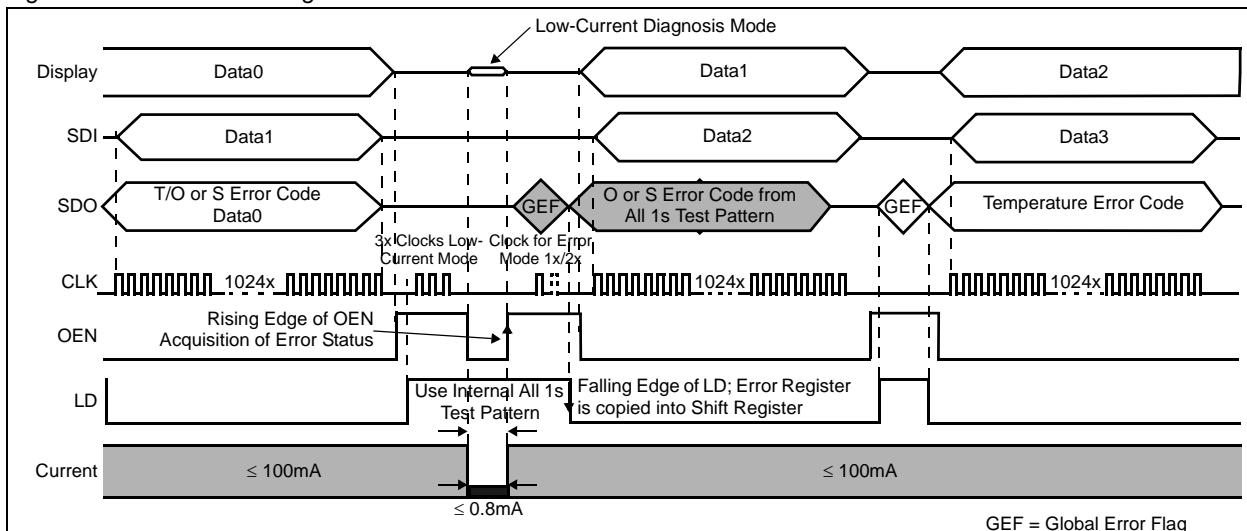 Low-Current Diagnosis Mode
Display
Data0
Data1
Data2
SDI
Data1
Data2
Data3
SDO
T/O or S Error Code
Data0
GEF
O or S Error Code from
All 1s Test Pattern
GEF
Temperature Error Code
3x Clocks Low-
Current Mode
Clock for Error
Mode 1x/2x
CLK
1024x
1024x
1024x
OEN
Rising Edge of OEN
Acquisition of Error Status
LD
Use Internal All 1s
Test Pattern
Falling Edge of LD; Error Register
is copied into Shift Register
Current
≤ 100mA
≤ 100mA
≤ 0.8mA
GEF = Global Error Flag